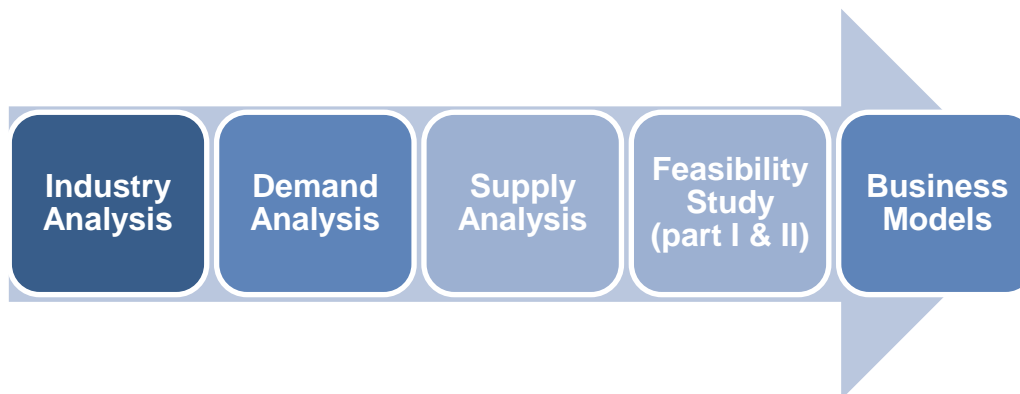 Industry
Analysis
Demand
Analysis
Supply
Analysis
Feasibility
Study
(part I & II)
Business
Models